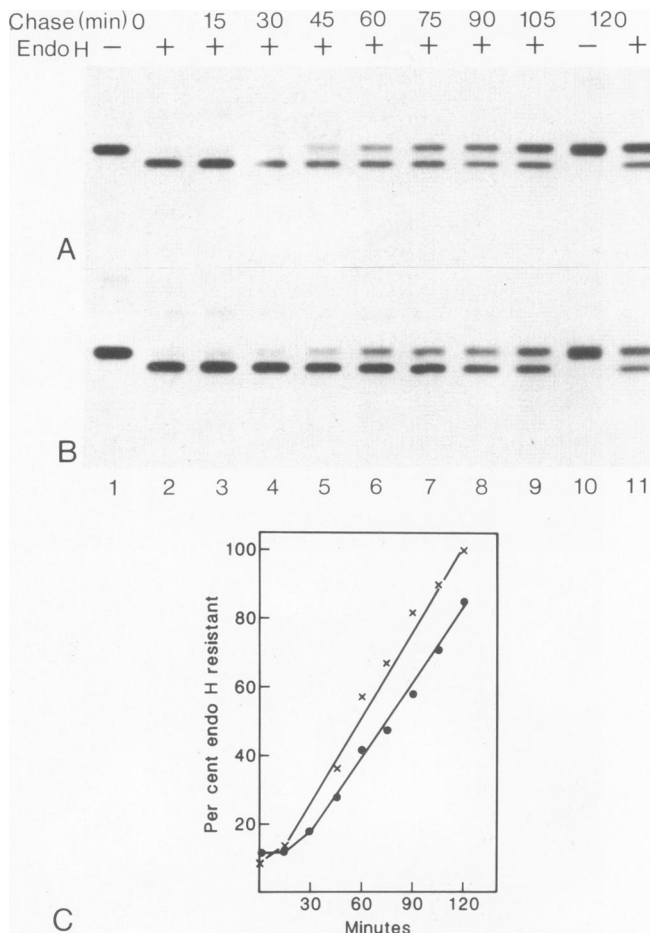 Chase (min) 0 15 30 45 60 75 90 105 120
Endo H − + + + + + + + + − +
A
B
1 2 3 4 5 6 7 8 9 10 11
100
80
60
40
20
Per cent endo H resistant
30 60 90 120
Minutes
C